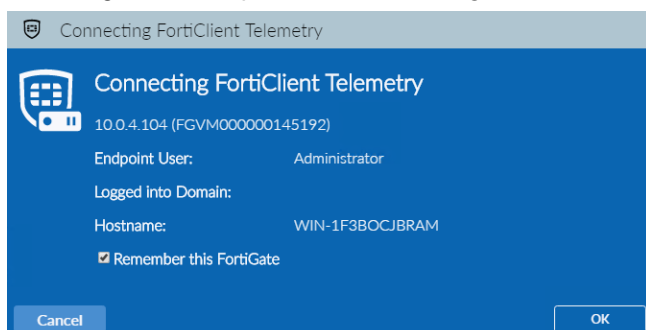 Connecting FortiClient Telemetry
Connecting FortiClient Telemetry
10.0.4.104 (FGVM000000145192)
Endpoint User: Administrator
Logged into Domain:
Hostname: WIN-1F3BOCJBRAM
Remember this FortiGate
Cancel OK